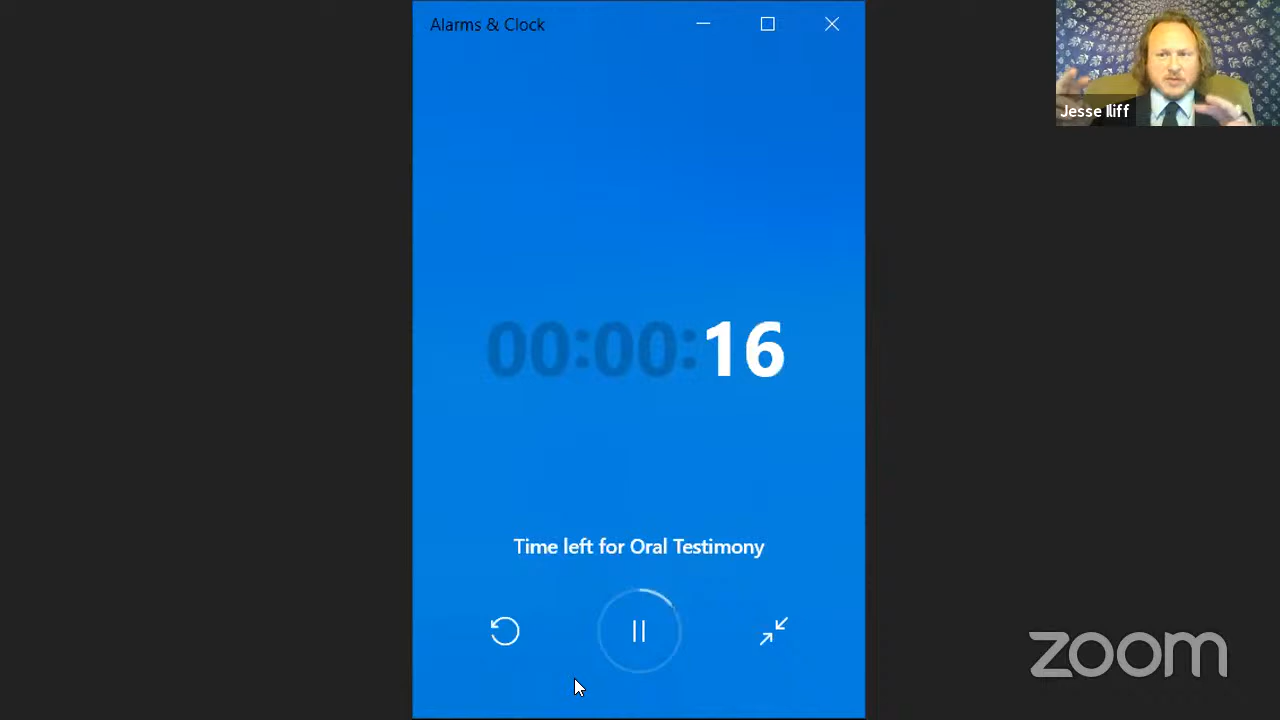 Alarms & Clock
Jesse Iliff
00:00:16
Time left for Oral Testimony
zoom